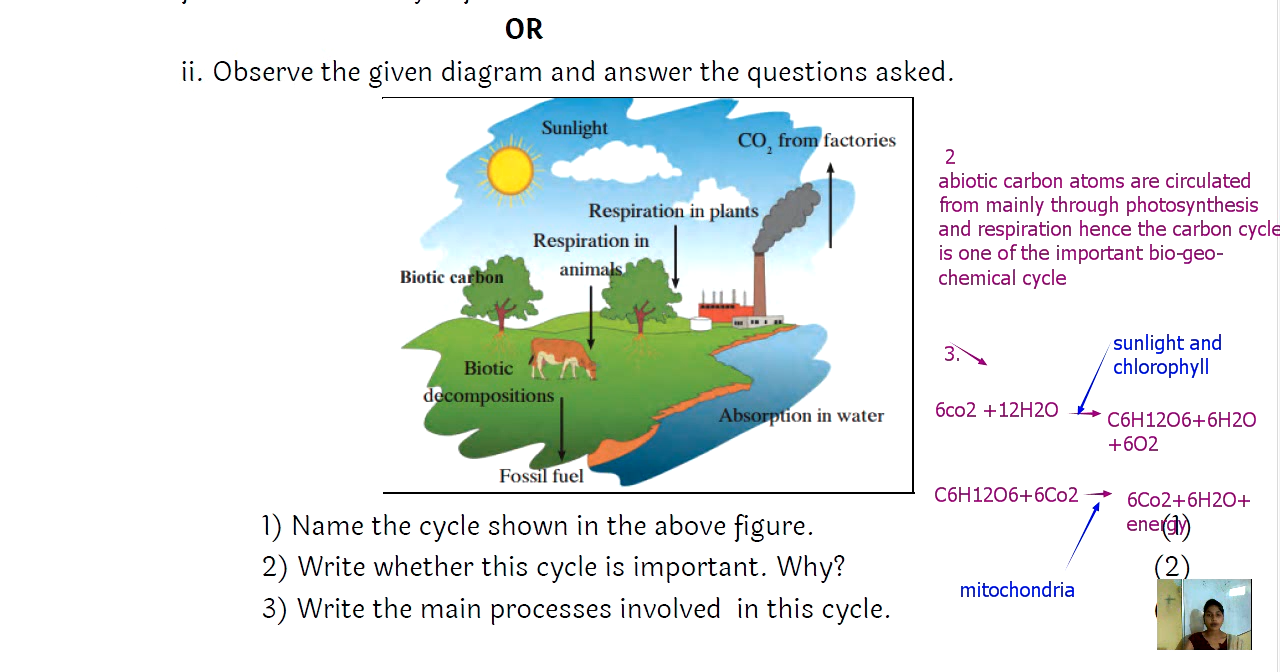 OR
ii. Observe the given diagram and answer the questions asked.
Sunlight
CO2 from factories
Respiration in plants
Respiration in
animals
Biotic carbon
Biotic
decompositions
Absorption in water
Fossil fuel
2
abiotic carbon atoms are circulated
from mainly through photosynthesis
and respiration hence the carbon cycle
is one of the important bio-geo-
chemical cycle
3.
sunlight and
chlorophyll
6co2 +12H2O
C6H12O6+6H2O
+6O2
C6H12O6+6Co2
6Co2+6H2O+
energy
mitochondria
1) Name the cycle shown in the above figure. (1)
2) Write whether this cycle is important. Why? (2)
3) Write the main processes involved in this cycle.